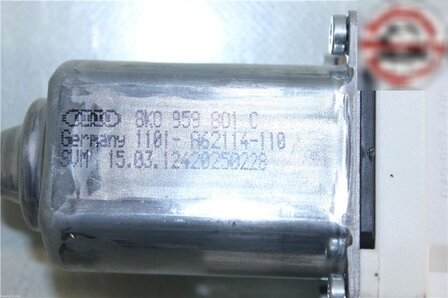 8K0 959 801 C
Germany 1101- A62114-110
SUM 15.03.12420250228